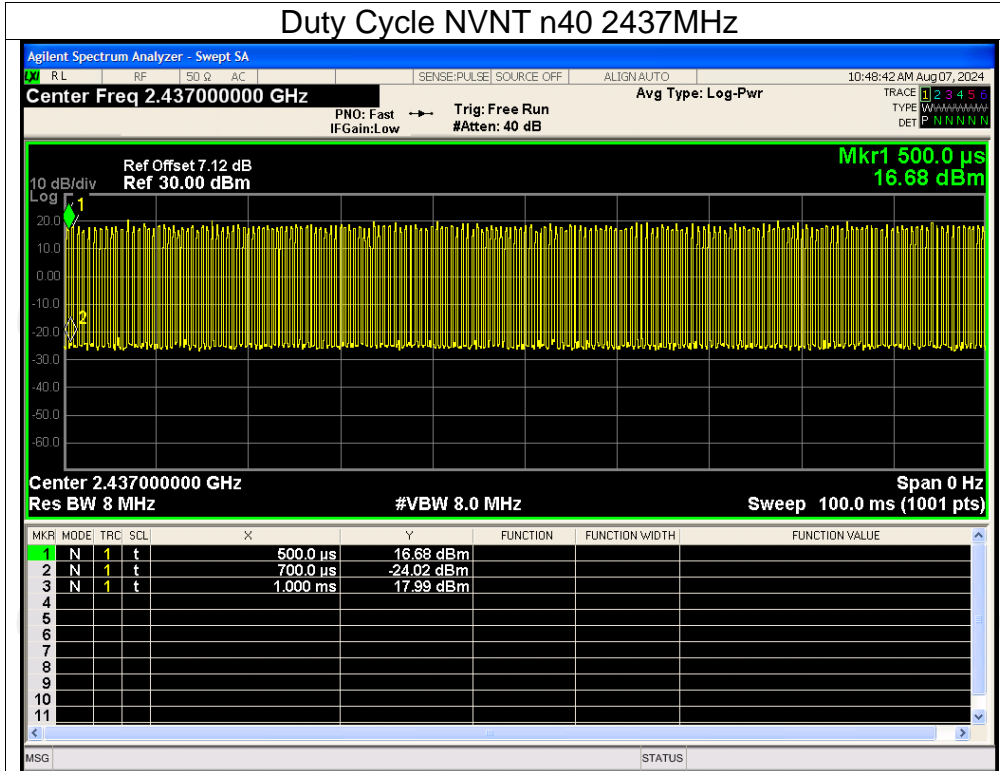 Duty Cycle NVNT n40 2437MHz
Agilent Spectrum Analyzer - Swept SA
LXI RL RF 50 Ω AC SENSE:PULSE SOURCE OFF ALIGN AUTO 10:48:42 AM Aug 07, 2024
Center Freq 2.437000000 GHz Avg Type: Log-Pwr TRACE 1 2 3 4 5 6
PNO: Fast Trig: Free Run TYPE
IFGain:Low #Atten: 40 dB DET P N N N N N
Mkr1 500.0 µs
Ref Offset 7.12 dB
10 dB/div Ref 30.00 dBm 16.68 dBm
Log
1
20.0
10.0
0.00
-10.0
2
-20.0
-30.0
-40.0
-50.0
-60.0
Center 2.437000000 GHz Span 0 Hz
Res BW 8 MHz #VBW 8.0 MHz Sweep 100.0 ms (1001 pts)
MKR MODE TRC SCL X Y FUNCTION FUNCTION WIDTH FUNCTION VALUE
1 N 1 t 500.0 µs 16.68 dBm
2 N 1 t 700.0 µs -24.02 dBm
3 N 1 t 1.000 ms 17.99 dBm
4
5
6
7
8
9
10
11
MSG STATUS